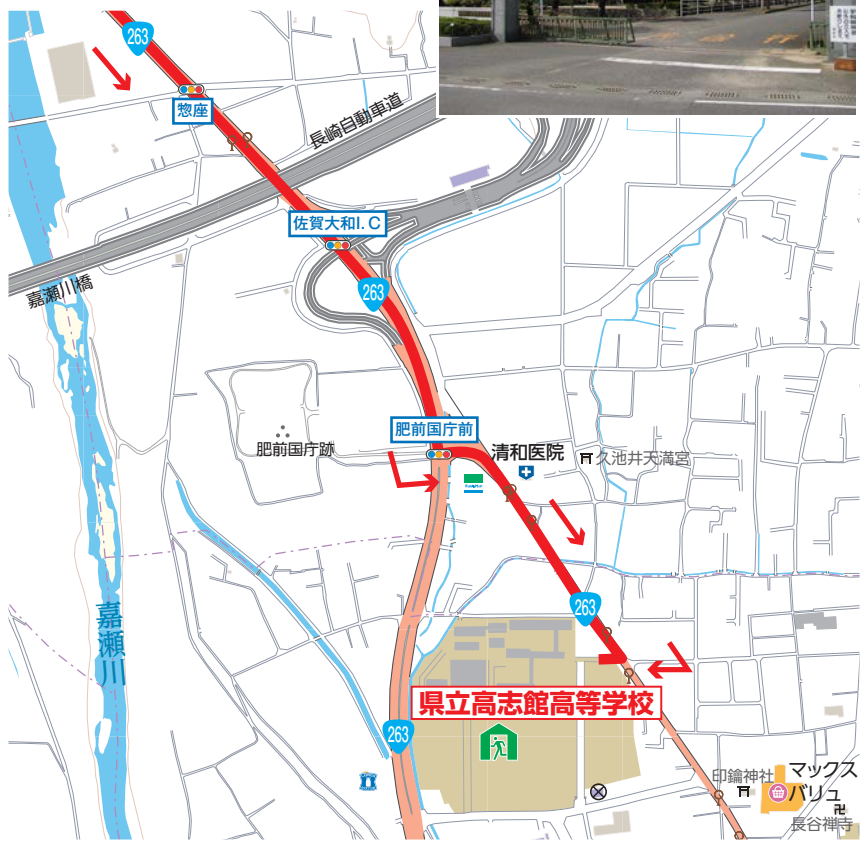 263
惣座
長崎自動車道
佐賀大和I.C
嘉瀬川橋
263
肥前国庁前
肥前国庁跡
清和医院
久池井天満宮
嘉瀬川
263
県立高志館高等学校
263
印鑰神社
マックス
バリュ
長谷禅寺